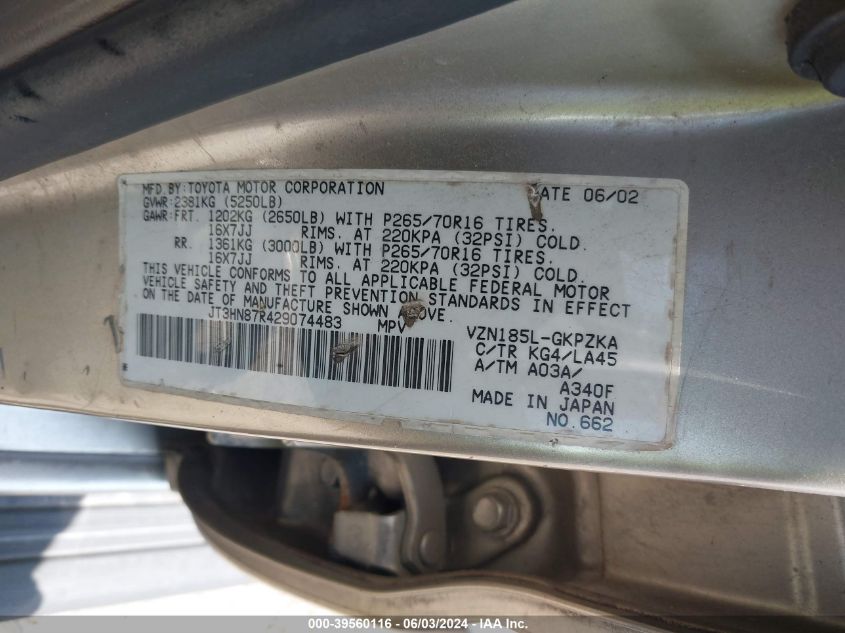 MFD.BY:TOYOTA MOTOR CORPORATION ATE 06/02
GVWR:2381KG (5250LB)
GAWR:FRT. 1202KG (2650LB) WITH P265/70R16 TIRES.
16X7JJ RIMS. AT 220KPA (32PSI) COLD.
RR. 1361KG (3000LB) WITH P265/70R16 TIRES.
16X7JJ RIMS. AT 220KPA (32PSI) COLD.
THIS VEHICLE CONFORMS TO ALL APPLICABLE FEDERAL MOTOR
VEHICLE SAFETY AND THEFT PREVENTION STANDARDS IN EFFECT
ON THE DATE OF MANUFACTURE SHOWN OVE.
JT3HN87R429074483 MPV
VZN185L-GKPZKA
C/TR KG4/LA45
A/TM A03A/
A340F
MADE IN JAPAN
NO.662
000-39560116 - 06/03/2024 - IAA Inc.